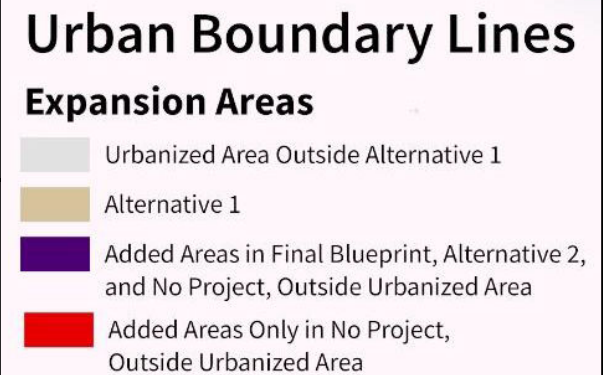 Urban Boundary Lines
Expansion Areas
Urbanized Area Outside Alternative 1
Alternative 1
Added Areas in Final Blueprint, Alternative 2,
and No Project, Outside Urbanized Area
Added Areas Only in No Project,
Outside Urbanized Area